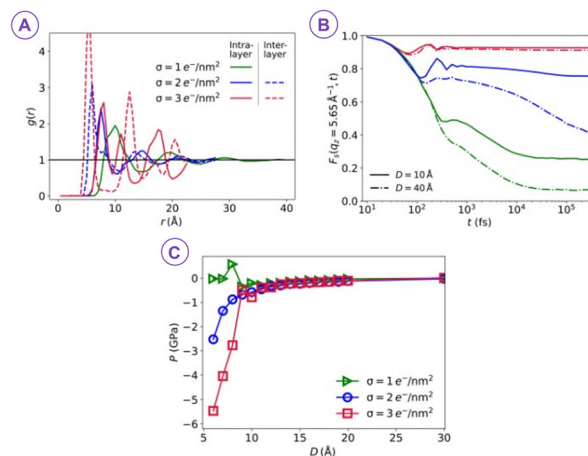 A
4
3
2
1
0
g(r)
0
10
20
30
40
r (Å)
Intra-
layer
Inter-
layer
σ = 1 e⁻/nm²
σ = 2 e⁻/nm²
σ = 3 e⁻/nm²
B
1.0
0.8
0.6
0.4
0.2
0.0
Fₛ(q_z = 5.65 Å⁻¹, t)
D = 10 Å
D = 40 Å
10¹
10²
10³
10⁴
10⁵
t (fs)
C
0
−1
−2
−3
−4
−5
−6
P (GPa)
σ = 1 e⁻/nm²
σ = 2 e⁻/nm²
σ = 3 e⁻/nm²
5
10
15
20
25
30
D (Å)